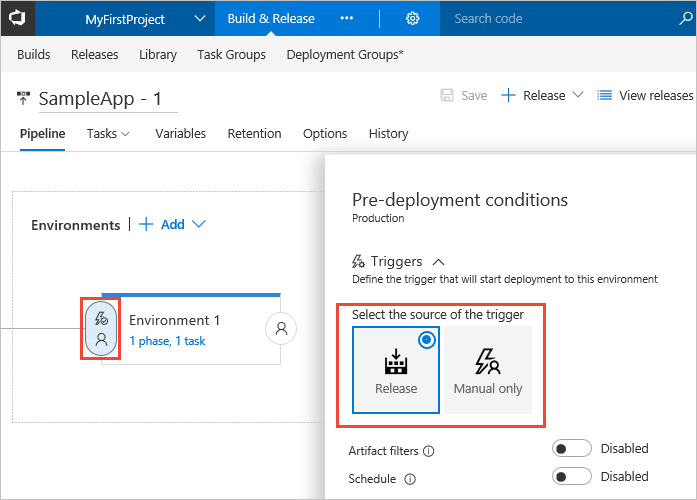 MyFirstProject Build & Release ••• Search code
Builds Releases Library Task Groups Deployment Groups*
SampleApp - 1 Save + Release View releases
Pipeline Tasks Variables Retention Options History
Environments | + Add
Environment 1
1 phase, 1 task
Pre-deployment conditions
Production
Triggers
Define the trigger that will start deployment to this environment
Select the source of the trigger
Release Manual only
Artifact filters Disabled
Schedule Disabled